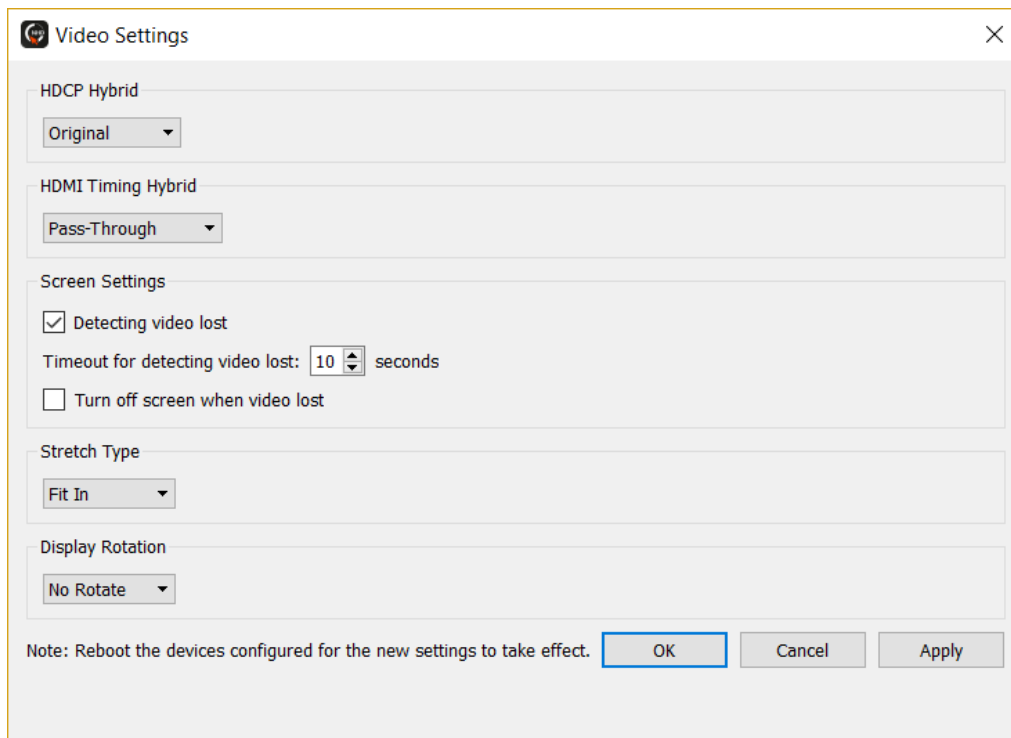 Video Settings
HDCP Hybrid
Original
HDMI Timing Hybrid
Pass-Through
Screen Settings
Detecting video lost
Timeout for detecting video lost: 10 seconds
Turn off screen when video lost
Stretch Type
Fit In
Display Rotation
No Rotate
Note: Reboot the devices configured for the new settings to take effect. OK Cancel Apply